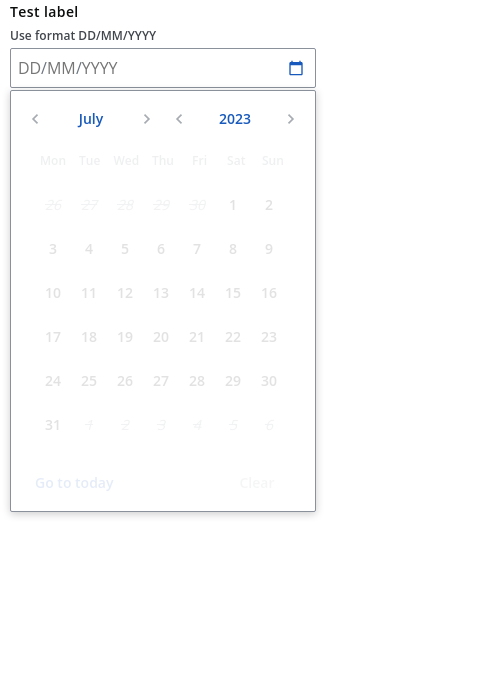 Test label
Use format DD/MM/YYYY
DD/MM/YYYY
July 2023
Mon Tue Wed Thu Fri Sat Sun
26 27 28 29 30 1 2
3 4 5 6 7 8 9
10 11 12 13 14 15 16
17 18 19 20 21 22 23
24 25 26 27 28 29 30
31 1 2 3 4 5 6
Go to today Clear